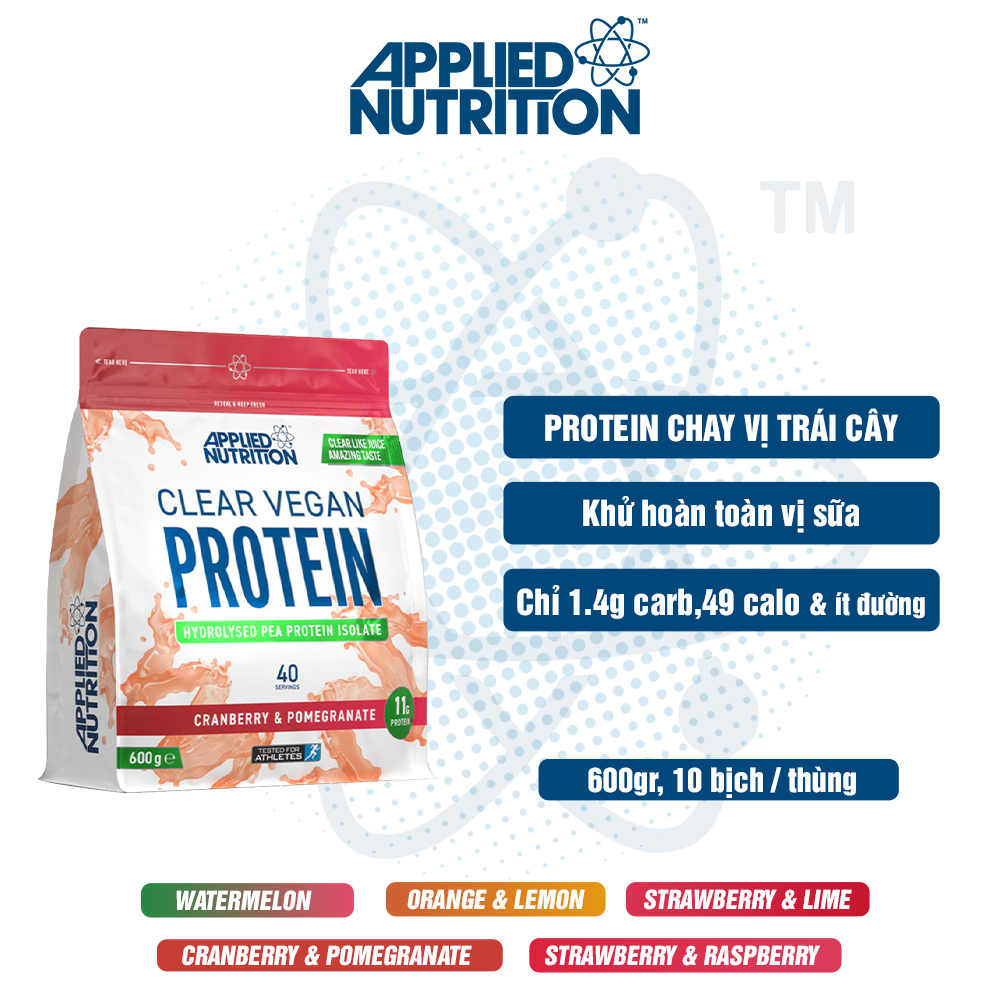 APPLIED
NUTRITION
TM
TM
TEAR HERE
TEAR HERE
REVEAL & KEEP FRESH
APPLIED
NUTRITION
CLEAR LIKE JUICE
AMAZING TASTE
CLEAR VEGAN
PROTEIN
HYDROLYSED PEA PROTEIN ISOLATE
40
SERVINGS
CRANBERRY & POMEGRANATE
11G
PROTEIN
TESTED FOR
ATHLETES
600g℮
APPLIED
NUTRITION
PROTEIN CHAY VỊ TRÁI CÂY
Khử hoàn toàn vị sữa
Chỉ 1.4g carb,49 calo & ít đường
600gr, 10 bịch / thùng
WATERMELON
ORANGE & LEMON
STRAWBERRY & LIME
CRANBERRY & POMEGRANATE
STRAWBERRY & RASPBERRY